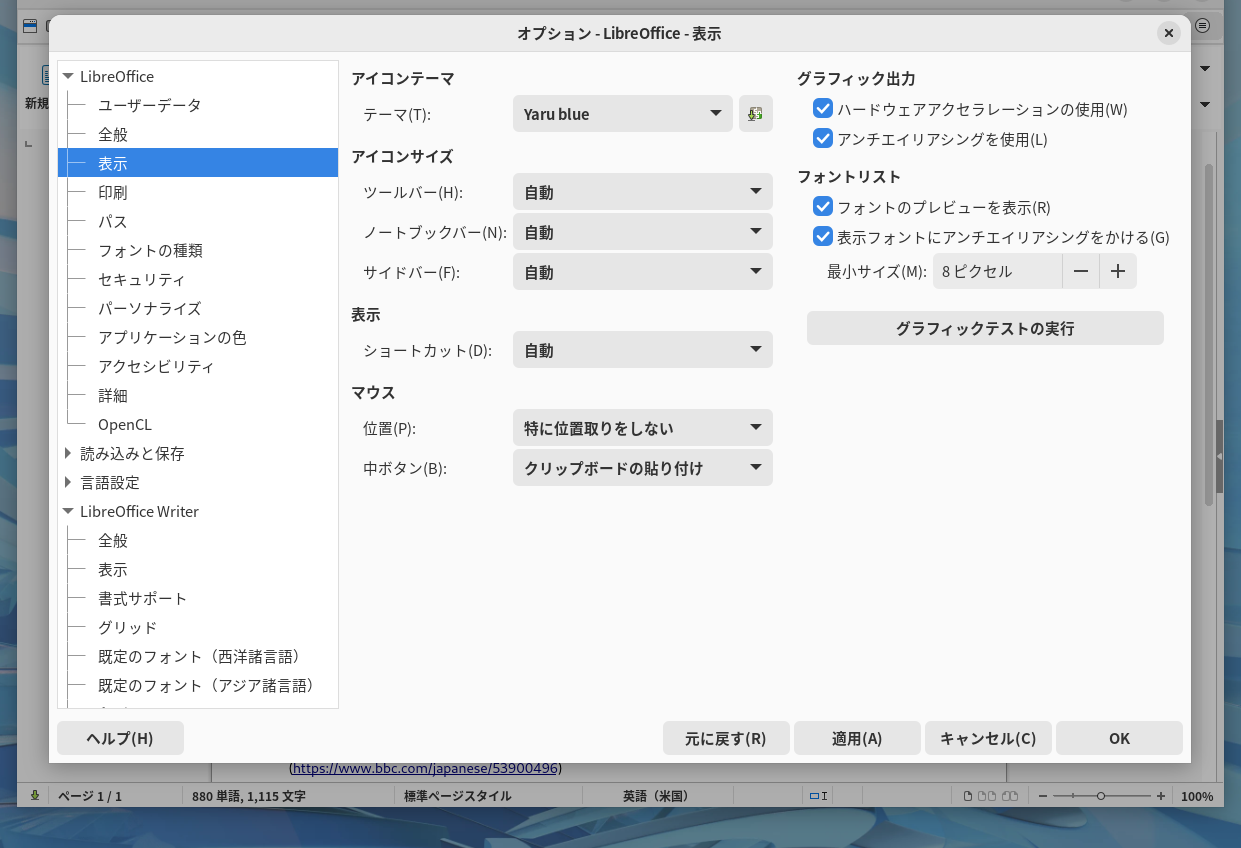 オプション - LibreOffice - 表示
新規
LibreOffice
ユーザーデータ
全般
表示
印刷
パス
フォントの種類
セキュリティ
パーソナライズ
アプリケーションの色
アクセシビリティ
詳細
OpenCL
読み込みと保存
言語設定
LibreOffice Writer
全般
表示
書式サポート
グリッド
既定のフォント（西洋諸言語）
既定のフォント（アジア諸言語）
アイコンテーマ
テーマ(T): Yaru blue
アイコンサイズ
ツールバー(H): 自動
ノートブックバー(N): 自動
サイドバー(F): 自動
表示
ショートカット(D): 自動
マウス
位置(P): 特に位置取りをしない
中ボタン(B): クリップボードの貼り付け
グラフィック出力
ハードウェアアクセラレーションの使用(W)
アンチエイリアシングを使用(L)
フォントリスト
フォントのプレビューを表示(R)
表示フォントにアンチエイリアシングをかける(G)
最小サイズ(M): 8 ピクセル
グラフィックテストの実行
ヘルプ(H) 元に戻す(R) 適用(A) キャンセル(C) OK
(https://www.bbc.com/japanese/53900496)
ページ 1 / 1 880 単語, 1,115 文字 標準ページスタイル 英語（米国） 100%